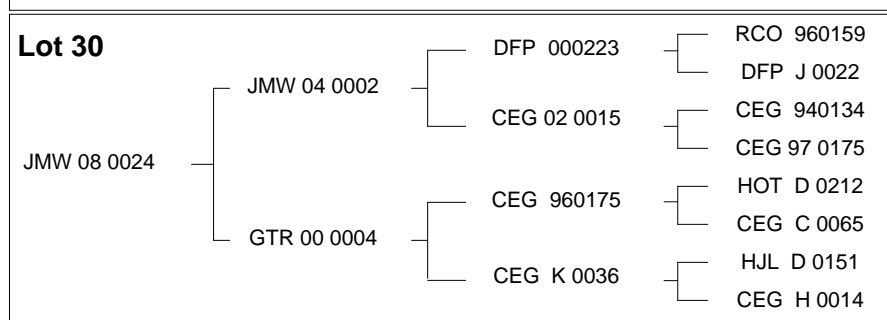 Lot 30
RCO 960159
DFP 000223
DFP J 0022
JMW 04 0002
CEG 02 0015
CEG 940134
CEG 97 0175
JMW 08 0024
CEG 960175
HOT D 0212
CEG C 0065
GTR 00 0004
CEG K 0036
HJL D 0151
CEG H 0014